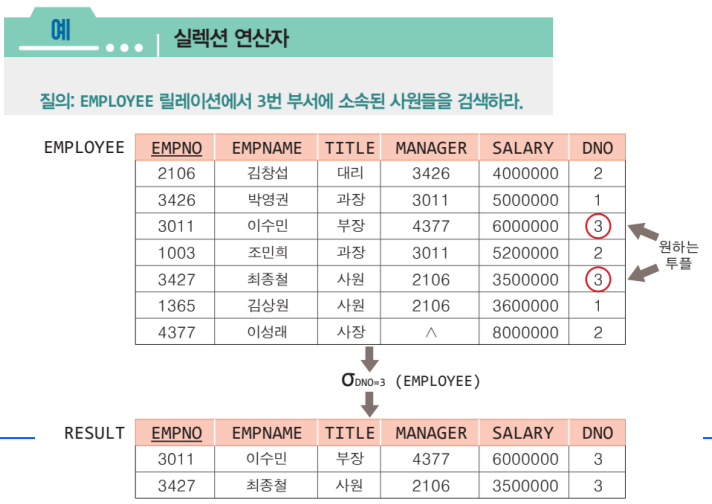 예
실렉션 연산자
질의: EMPLOYEE 릴레이션에서 3번 부서에 소속된 사원들을 검색하라.
EMPLOYEE EMPNO EMPNAME TITLE MANAGER SALARY DNO
2106 김창섭 대리 3426 4000000 2
3426 박영권 과장 3011 5000000 1
3011 이수민 부장 4377 6000000 3
1003 조민희 과장 3011 5200000 2
3427 최종철 사원 2106 3500000 3
1365 김상원 사원 2106 3600000 1
4377 이성래 사장 ∧ 8000000 2
원하는
투플
σDNO=3 (EMPLOYEE)
RESULT EMPNO EMPNAME TITLE MANAGER SALARY DNO
3011 이수민 부장 4377 6000000 3
3427 최종철 사원 2106 3500000 3